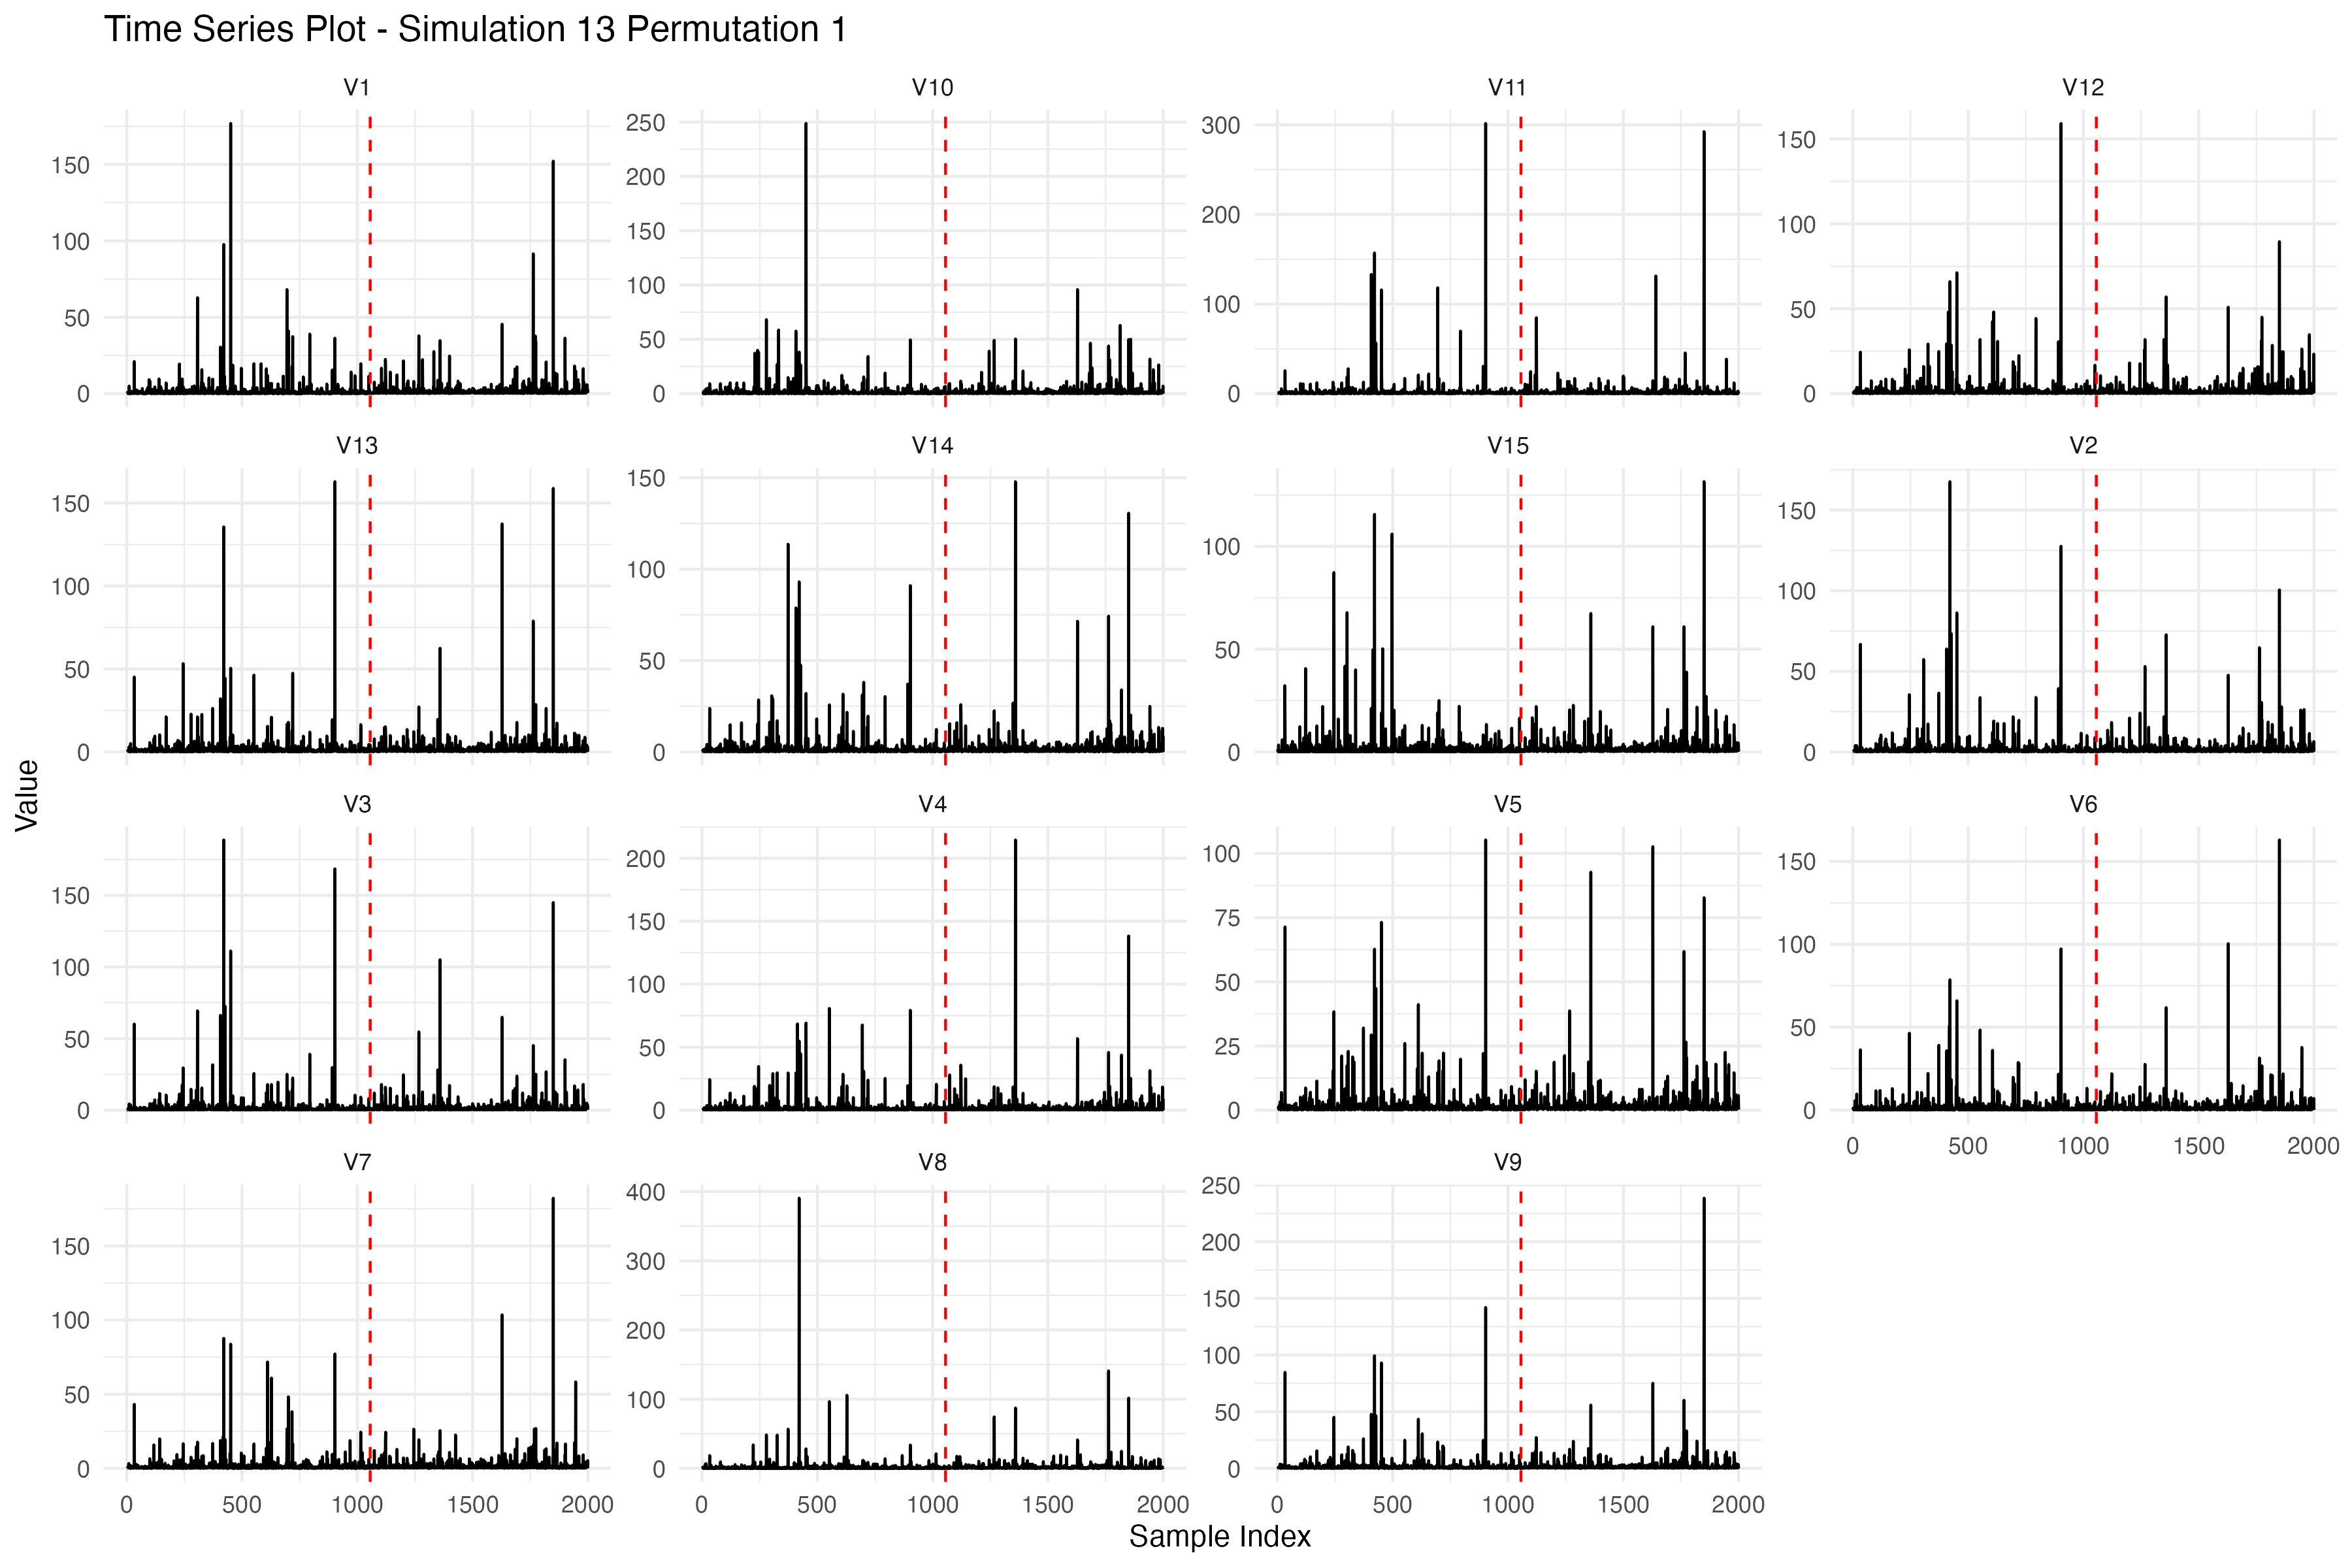 Time Series Plot - Simulation 13 Permutation 1
V1 V10 V11 V12
150 100 50 0
250 200 150 100 50 0
300 200 100 0
150 100 50 0
V13 V14 V15 V2
150 100 50 0
150 100 50 0
100 50 0
150 100 50 0
Value
V3 V4 V5 V6
150 100 50 0
200 150 100 50 0
100 75 50 25 0
150 100 50 0
0 500 1000 1500 2000
V7 V8 V9
150 100 50 0
400 300 200 100 0
250 200 150 100 50 0
0 500 1000 1500 2000
0 500 1000 1500 2000
0 500 1000 1500 2000
Sample Index